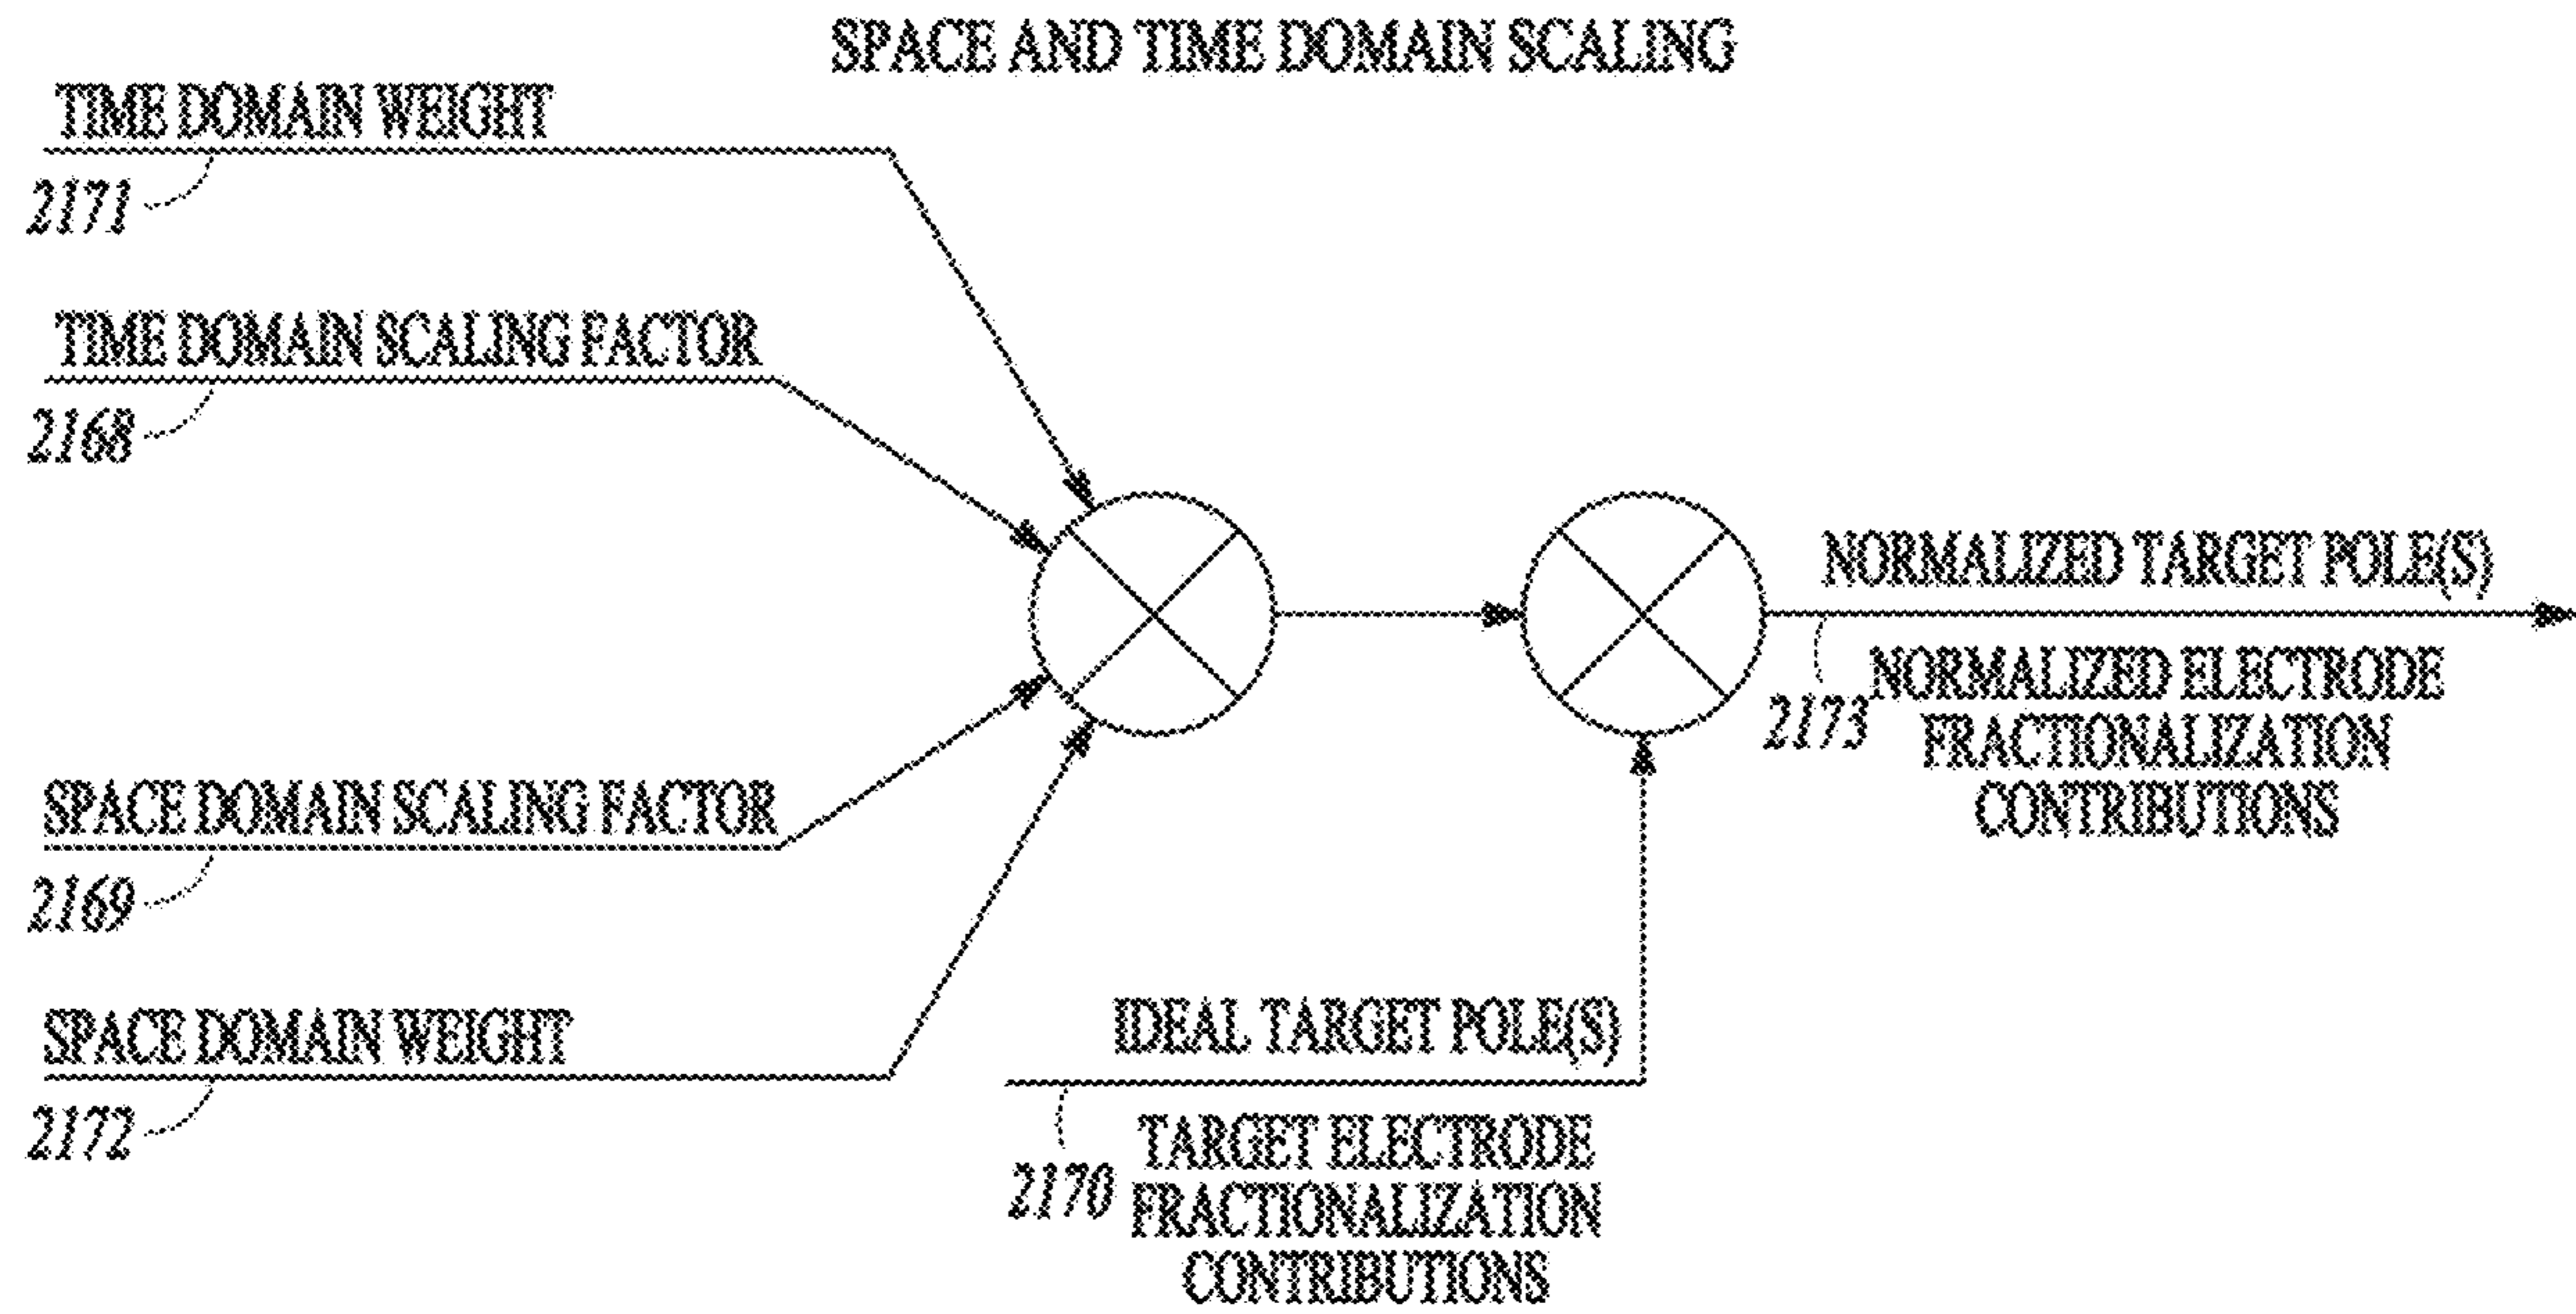 SPACE AND TIME DOMAIN SCALING
TIME DOMAIN WEIGHT
2171
TIME DOMAIN SCALING FACTOR
2168
NORMALIZED TARGET POLE(S)
2173
NORMALIZED ELECTRODE
FRACTIONALIZATION
CONTRIBUTIONS
SPACE DOMAIN SCALING FACTOR
2169
SPACE DOMAIN WEIGHT
2172
IDEAL TARGET POLE(S)
2170
TARGET ELECTRODE
FRACTIONALIZATION
CONTRIBUTIONS